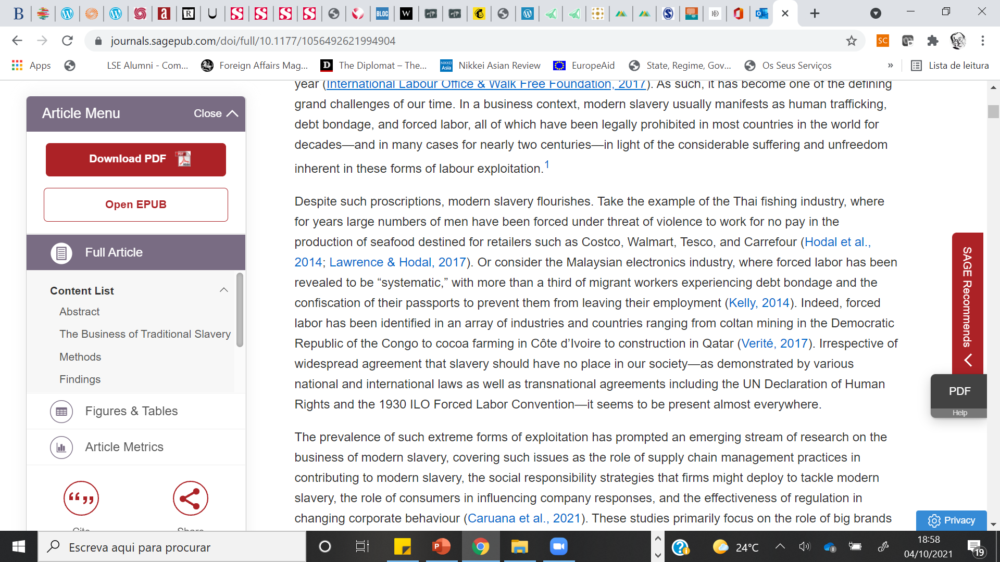 B
a
R
S
S
S
S
BLOC
W
journals.sagepub.com/doi/full/10.1177/1056492621994904
SC
Apps
LSE Alumni - Com...
Foreign Affairs Mag...
D
The Diplomat – The...
NIKKEI
Asia
Nikkei Asian Review
EuropeAid
State, Regime, Gov...
Os Seus Serviços
»
Lista de leitura
Article Menu
Close
Download PDF
Open EPUB
Full Article
Content List
Abstract
The Business of Traditional Slavery
Methods
Findings
Figures & Tables
Article Metrics
Cite
Share
year (International Labour Office & Walk Free Foundation, 2017). As such, it has become one of the defining
grand challenges of our time. In a business context, modern slavery usually manifests as human trafficking,
debt bondage, and forced labor, all of which have been legally prohibited in most countries in the world for
decades—and in many cases for nearly two centuries—in light of the considerable suffering and unfreedom
inherent in these forms of labour exploitation.1
Despite such proscriptions, modern slavery flourishes. Take the example of the Thai fishing industry, where
for years large numbers of men have been forced under threat of violence to work for no pay in the
production of seafood destined for retailers such as Costco, Walmart, Tesco, and Carrefour (Hodal et al.,
2014; Lawrence & Hodal, 2017). Or consider the Malaysian electronics industry, where forced labor has been
revealed to be “systematic,” with more than a third of migrant workers experiencing debt bondage and the
confiscation of their passports to prevent them from leaving their employment (Kelly, 2014). Indeed, forced
labor has been identified in an array of industries and countries ranging from coltan mining in the Democratic
Republic of the Congo to cocoa farming in Côte d’Ivoire to construction in Qatar (Verité, 2017). Irrespective of
widespread agreement that slavery should have no place in our society—as demonstrated by various
national and international laws as well as transnational agreements including the UN Declaration of Human
Rights and the 1930 ILO Forced Labor Convention—it seems to be present almost everywhere.
The prevalence of such extreme forms of exploitation has prompted an emerging stream of research on the
business of modern slavery, covering such issues as the role of supply chain management practices in
contributing to modern slavery, the social responsibility strategies that firms might deploy to tackle modern
slavery, the role of consumers in influencing company responses, and the effectiveness of regulation in
changing corporate behaviour (Caruana et al., 2021). These studies primarily focus on the role of big brands
SAGE Recommends
PDF
Help
Privacy
Escreva aqui para procurar
24°C
18:58
04/10/2021
19